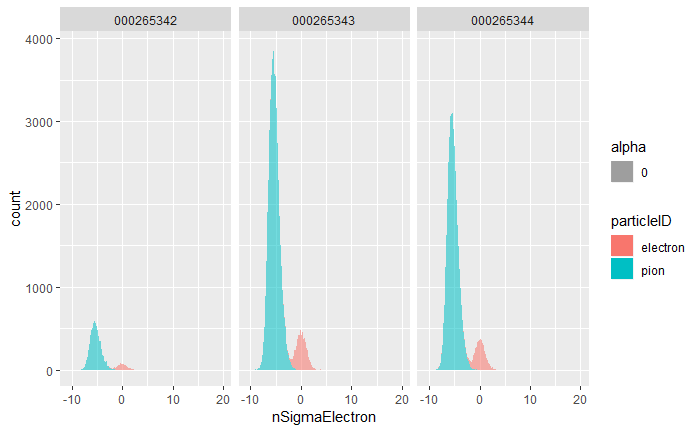 000265342 000265343 000265344
4000
3000
2000
1000
0
count
-10 0 10 20 -10 0 10 20 -10 0 10 20
nSigmaElectron
alpha
0
particleID
electron
pion